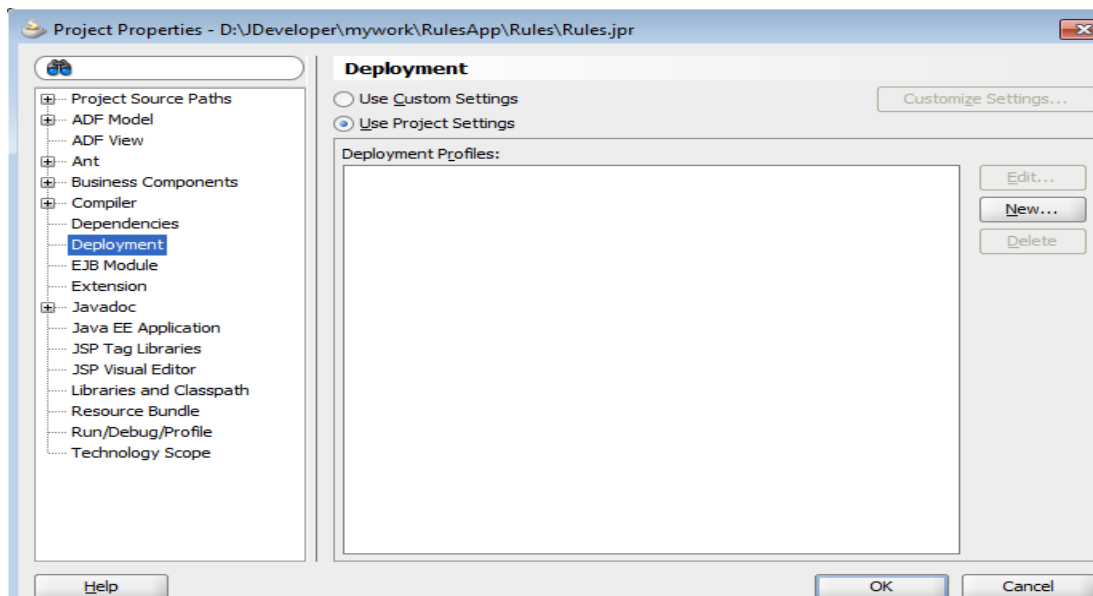 Project Properties - D:\JDeveloper\mywork\RulesApp\Rules\Rules.jpr
Project Source Paths
ADF Model
ADF View
Ant
Business Components
Compiler
Dependencies
Deployment
EJB Module
Extension
Javadoc
Java EE Application
JSP Tag Libraries
JSP Visual Editor
Libraries and Classpath
Resource Bundle
Run/Debug/Profile
Technology Scope
Deployment
Use Custom Settings
Customize Settings...
Use Project Settings
Deployment Profiles:
Edit...
New...
Delete
Help
OK
Cancel